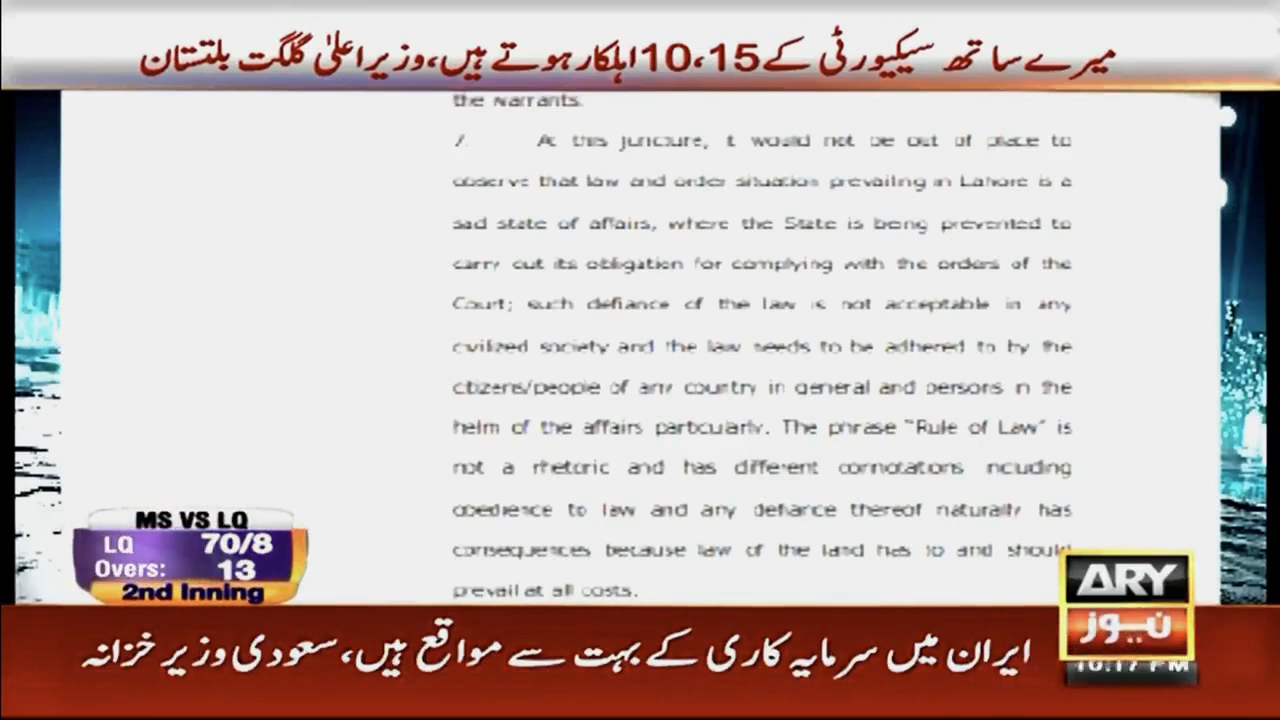 میرے ساتھ سیکیورٹی کے 10،15 اہلکار ہوتے ہیں، وزیراعلیٰ گلگت بلتستان
the warrants.
7. At this juncture, it would not be out of place to
observe that law and order situation prevailing in Lahore is a
sad state of affairs, where the State is being prevented to
carry out its obligation for complying with the orders of the
Court; such defiance of the law is not acceptable in any
civilized society and the law needs to be adhered to by the
citizens/people of any country in general and persons in the
helm of the affairs particularly. The phrase "Rule of Law" is
not a rhetoric and has different connotations including
obedience to law and any defiance thereof naturally has
consequences because law of the land has to and should
prevail at all costs.
MS VS LQ
LQ 70/8
Overs: 13
2nd Inning
ARY
نیوز
10:17 PM
ایران میں سرمایہ کاری کے بہت سے مواقع ہیں، سعودی وزیر خزانہ